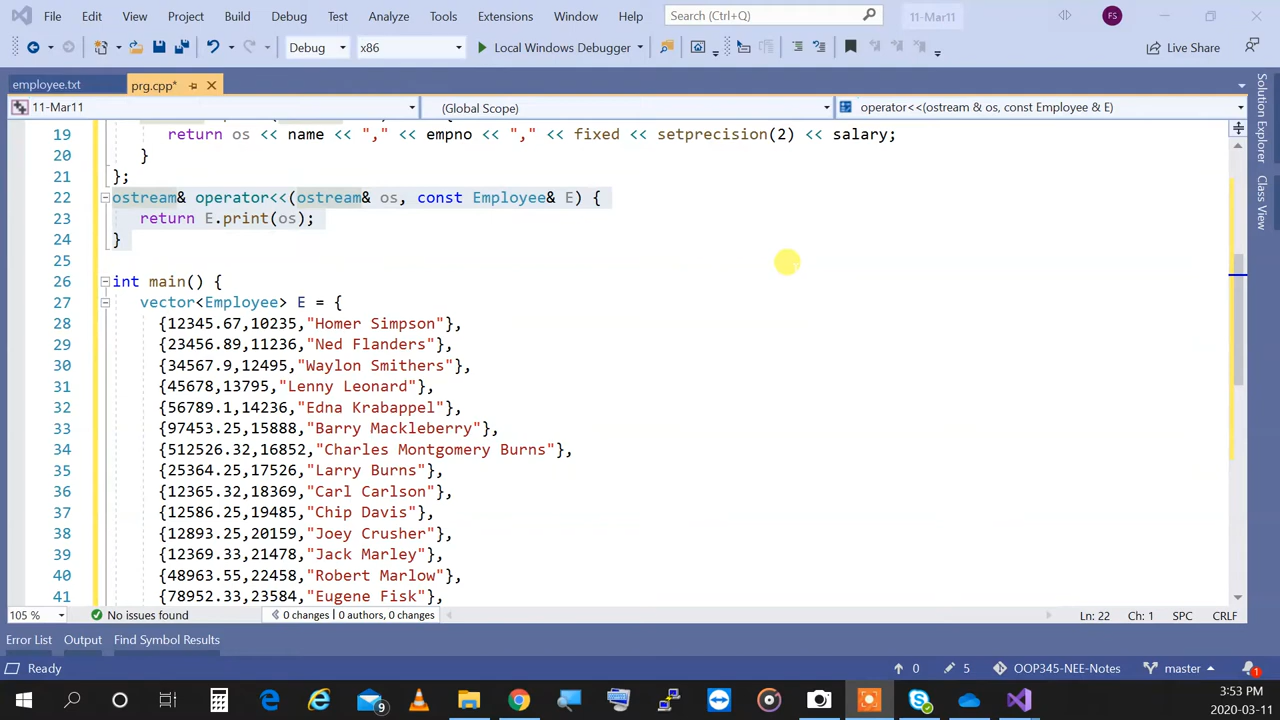 File Edit View Project Build Debug Test Analyze Tools Extensions Window Help Search (Ctrl+Q) 11-Mar11 FS
Debug x86 Local Windows Debugger Live Share
employee.txt prg.cpp*
11-Mar11 (Global Scope) operator<<(ostream & os, const Employee & E)
19 return os << name << "," << empno << "," << fixed << setprecision(2) << salary;
20 }
21 };
22 ostream& operator<<(ostream& os, const Employee& E) {
23 return E.print(os);
24 }
25
26 int main() {
27 vector<Employee> E = {
28 {12345.67,10235,"Homer Simpson"},
29 {23456.89,11236,"Ned Flanders"},
30 {34567.9,12495,"Waylon Smithers"},
31 {45678,13795,"Lenny Leonard"},
32 {56789.1,14236,"Edna Krabappel"},
33 {97453.25,15888,"Barry Mackleberry"},
34 {512526.32,16852,"Charles Montgomery Burns"},
35 {25364.25,17526,"Larry Burns"},
36 {12365.32,18369,"Carl Carlson"},
37 {12586.25,19485,"Chip Davis"},
38 {12893.25,20159,"Joey Crusher"},
39 {12369.33,21478,"Jack Marley"},
40 {48963.55,22458,"Robert Marlow"},
41 {78952.33,23584,"Eugene Fisk"},
Solution Explorer
Class View
105 % No issues found 0 changes | 0 authors, 0 changes Ln: 22 Ch: 1 SPC CRLF
Error List Output Find Symbol Results
Ready 0 5 OOP345-NEE-Notes master 1
9
3:53 PM
2020-03-11